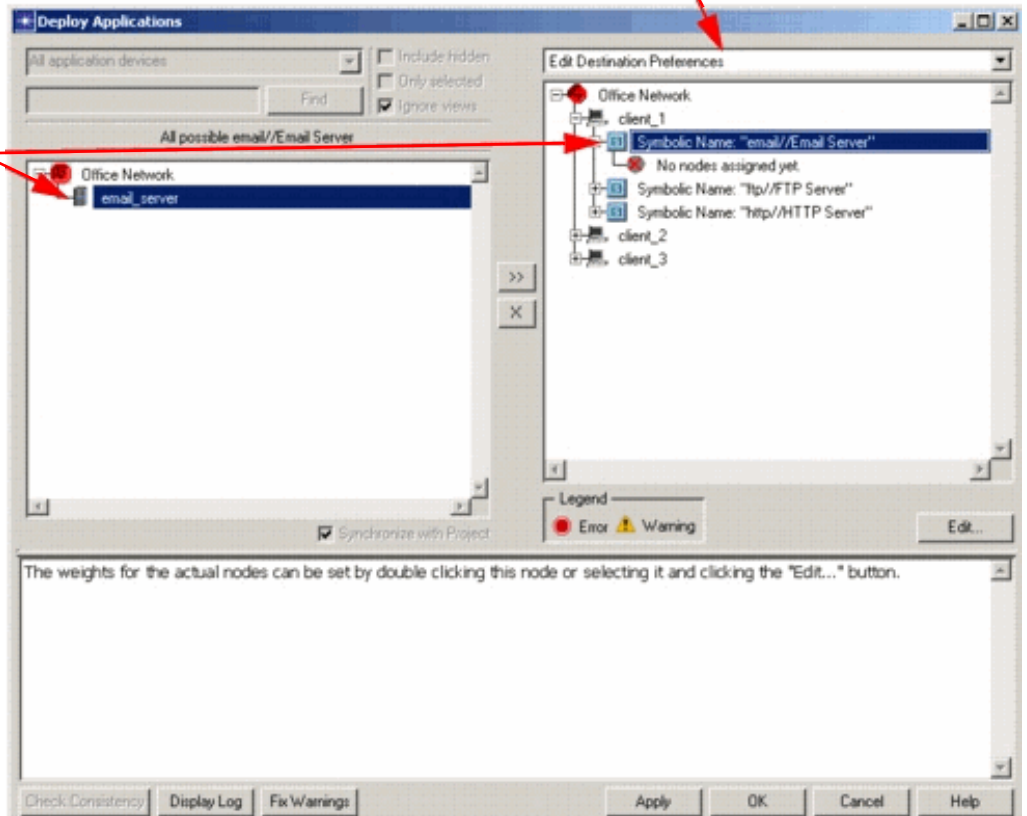 Deploy Applications
All application devices
Include hidden
Only selected
Find
Ignore views
All possible email//Email Server
Office Network
email_server
Synchronize with Project
>>
X
Edit Destination Preferences
Office Network
client_1
Symbolic Name: "email//Email Server"
No nodes assigned yet.
Symbolic Name: "ftp//FTP Server"
Symbolic Name: "http//HTTP Server"
client_2
client_3
Legend
Error Warning
Edit...
The weights for the actual nodes can be set by double clicking this node or selecting it and clicking the "Edit..." button.
Check Consistency Display Log Fix Warnings Apply OK Cancel Help